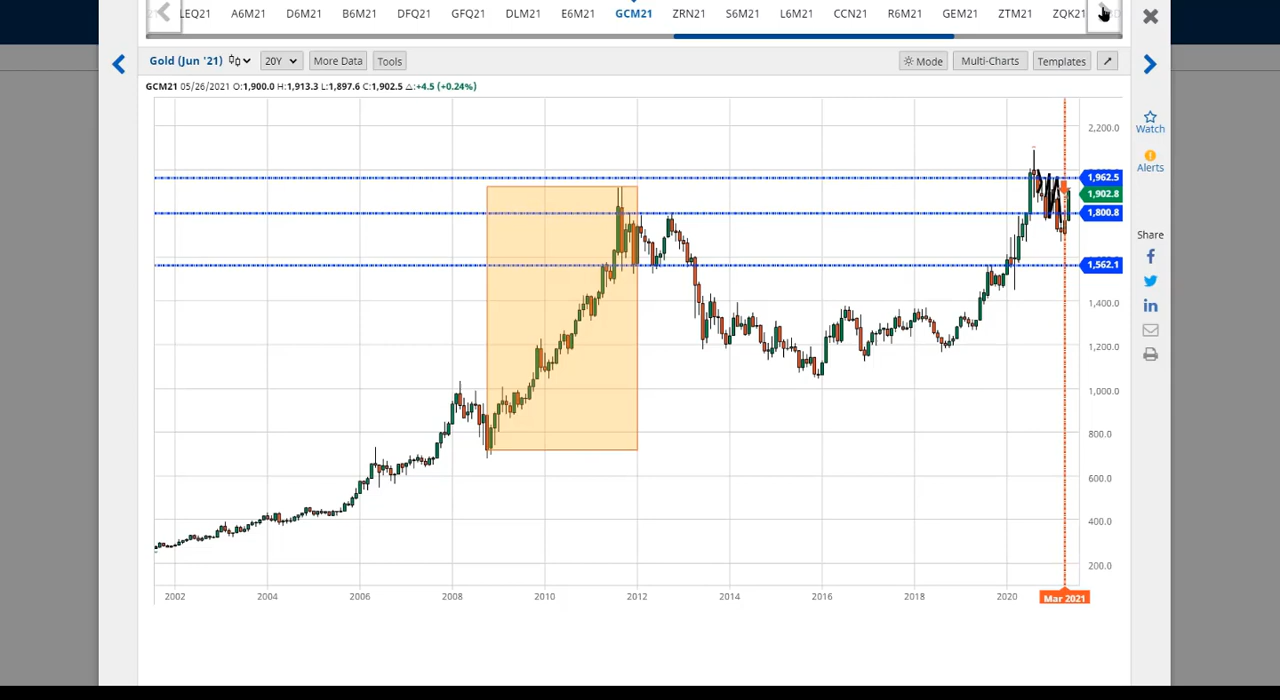 LEQ21 A6M21 D6M21 B6M21 DFQ21 GFQ21 DLM21 E6M21 GCM21 ZRN21 S6M21 L6M21 CCN21 R6M21 GEM21 ZTM21 ZQK21
Gold (Jun '21) 20Y More Data Tools Mode Multi-Charts Templates
GCM21 05/26/2021 O:1,900.0 H:1,913.3 L:1,897.6 C:1,902.5 △:+4.5 (+0.24%)
2,200.0
1,962.5
1,902.8
1,800.8
1,562.1
1,400.0
1,200.0
1,000.0
800.0
600.0
400.0
200.0
2002 2004 2006 2008 2010 2012 2014 2016 2018 2020 Mar 2021
Watch
Alerts
Share